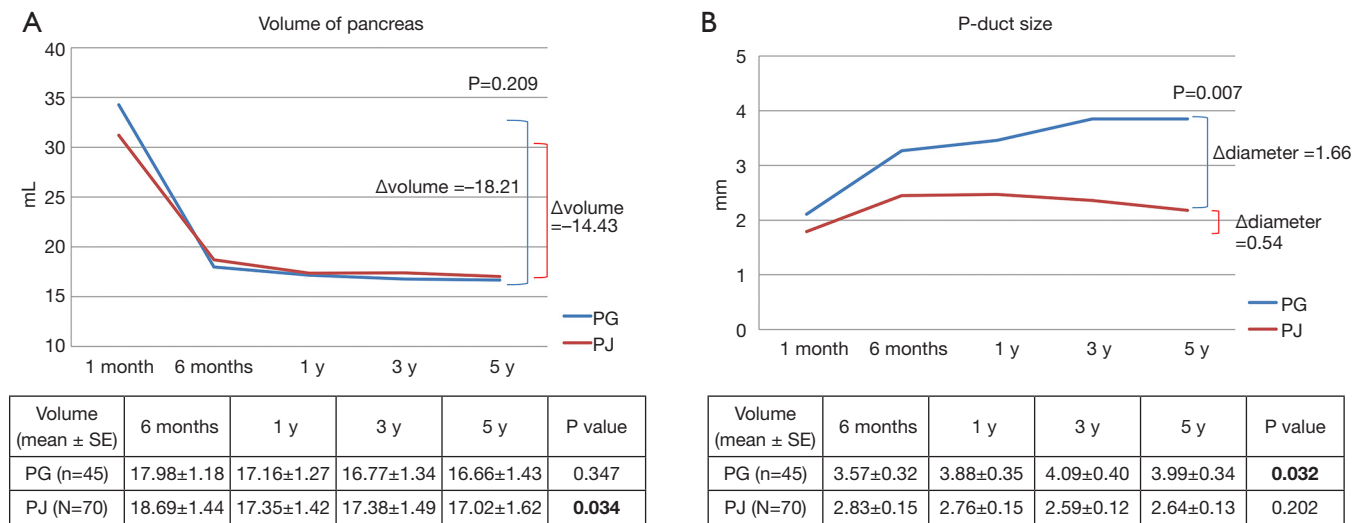 A
Volume of pancreas
40
35
30
25
20
15
10
mL
P=0.209
Δvolume =–18.21
Δvolume
=–14.43
PG
PJ
1 month 6 months 1 y 3 y 5 y
Volume (mean ± SE) 6 months 1 y 3 y 5 y P value
PG (n=45) 17.98±1.18 17.16±1.27 16.77±1.34 16.66±1.43 0.347
PJ (N=70) 18.69±1.44 17.35±1.42 17.38±1.49 17.02±1.62 0.034
B
P-duct size
5
4
3
2
1
0
mm
P=0.007
Δdiameter =1.66
Δdiameter
=0.54
PG
PJ
1 month 6 months 1 y 3 y 5 y
Volume (mean ± SE) 6 months 1 y 3 y 5 y P value
PG (n=45) 3.57±0.32 3.88±0.35 4.09±0.40 3.99±0.34 0.032
PJ (N=70) 2.83±0.15 2.76±0.15 2.59±0.12 2.64±0.13 0.202